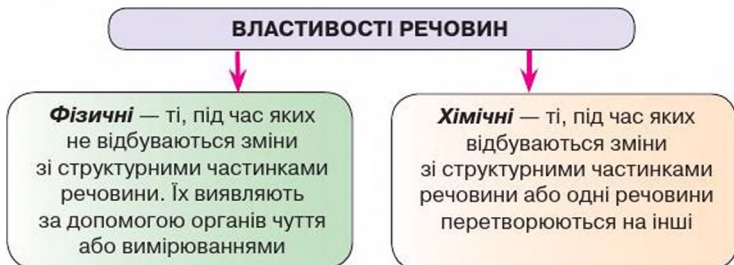 ВЛАСТИВОСТІ РЕЧОВИН
Фізичні — ті, під час яких
не відбуваються зміни
зі структурними частинками
речовини. Їх виявляють
за допомогою органів чуття
або вимірюваннями
Хімічні — ті, під час яких
відбуваються зміни
зі структурними частинками
речовини або одні речовини
перетворюються на інші